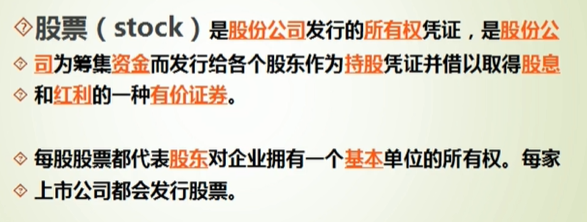 股票（stock）是股份公司发行的所有权凭证，是股份公
司为筹集资金而发行给各个股东作为持股凭证并借以取得股息
和红利的一种有价证券。
每股股票都代表股东对企业拥有一个基本单位的所有权。每家
上市公司都会发行股票。